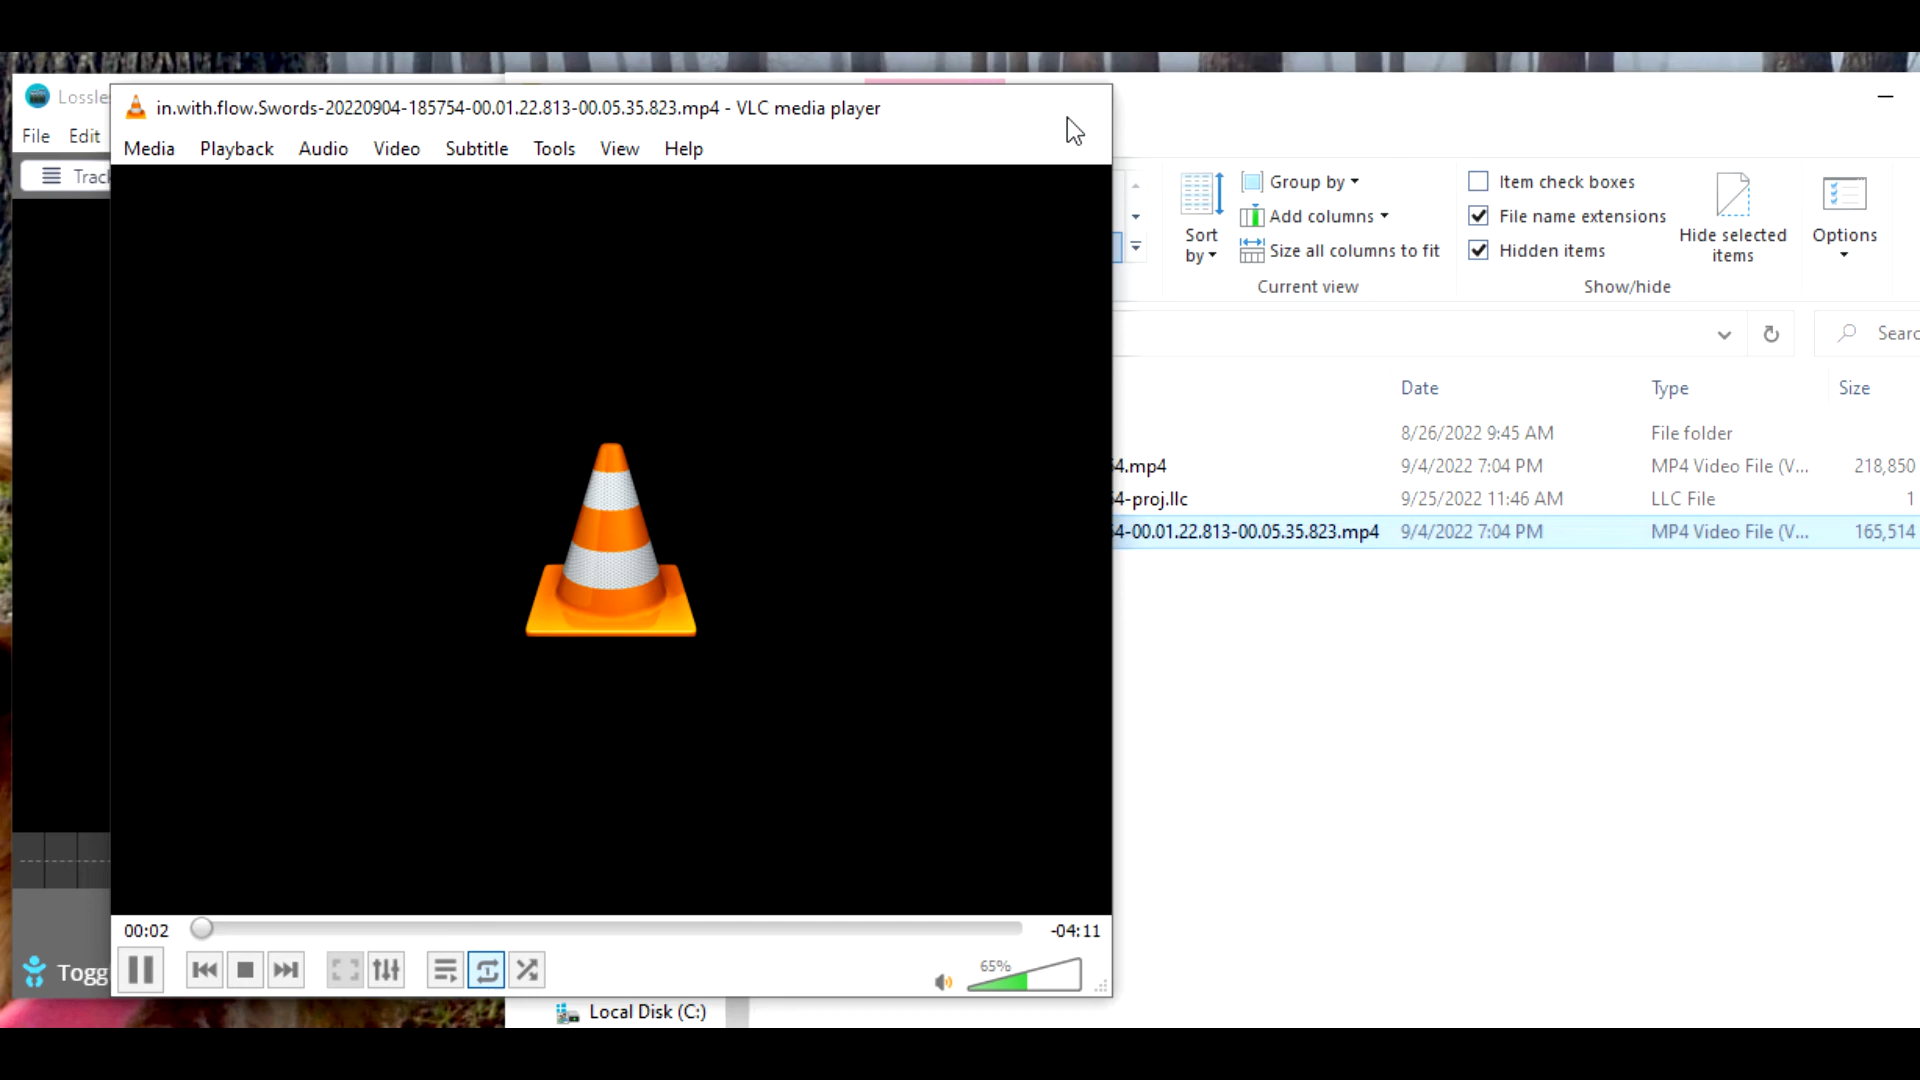 Lossle
File Edit
Track
Togg
in.with.flow.Swords-20220904-185754-00.01.22.813-00.05.35.823.mp4 - VLC media player
Media Playback Audio Video Subtitle Tools View Help
00:02 -04:11
65%
Sort by
Group by
Add columns
Size all columns to fit
Current view
Item check boxes
File name extensions
Hidden items
Hide selected items
Show/hide
Options
Searc
Date Type Size
8/26/2022 9:45 AM File folder
4.mp4 9/4/2022 7:04 PM MP4 Video File (V... 218,850
4-proj.llc 9/25/2022 11:46 AM LLC File 1
4-00.01.22.813-00.05.35.823.mp4 9/4/2022 7:04 PM MP4 Video File (V... 165,514
Local Disk (C:)